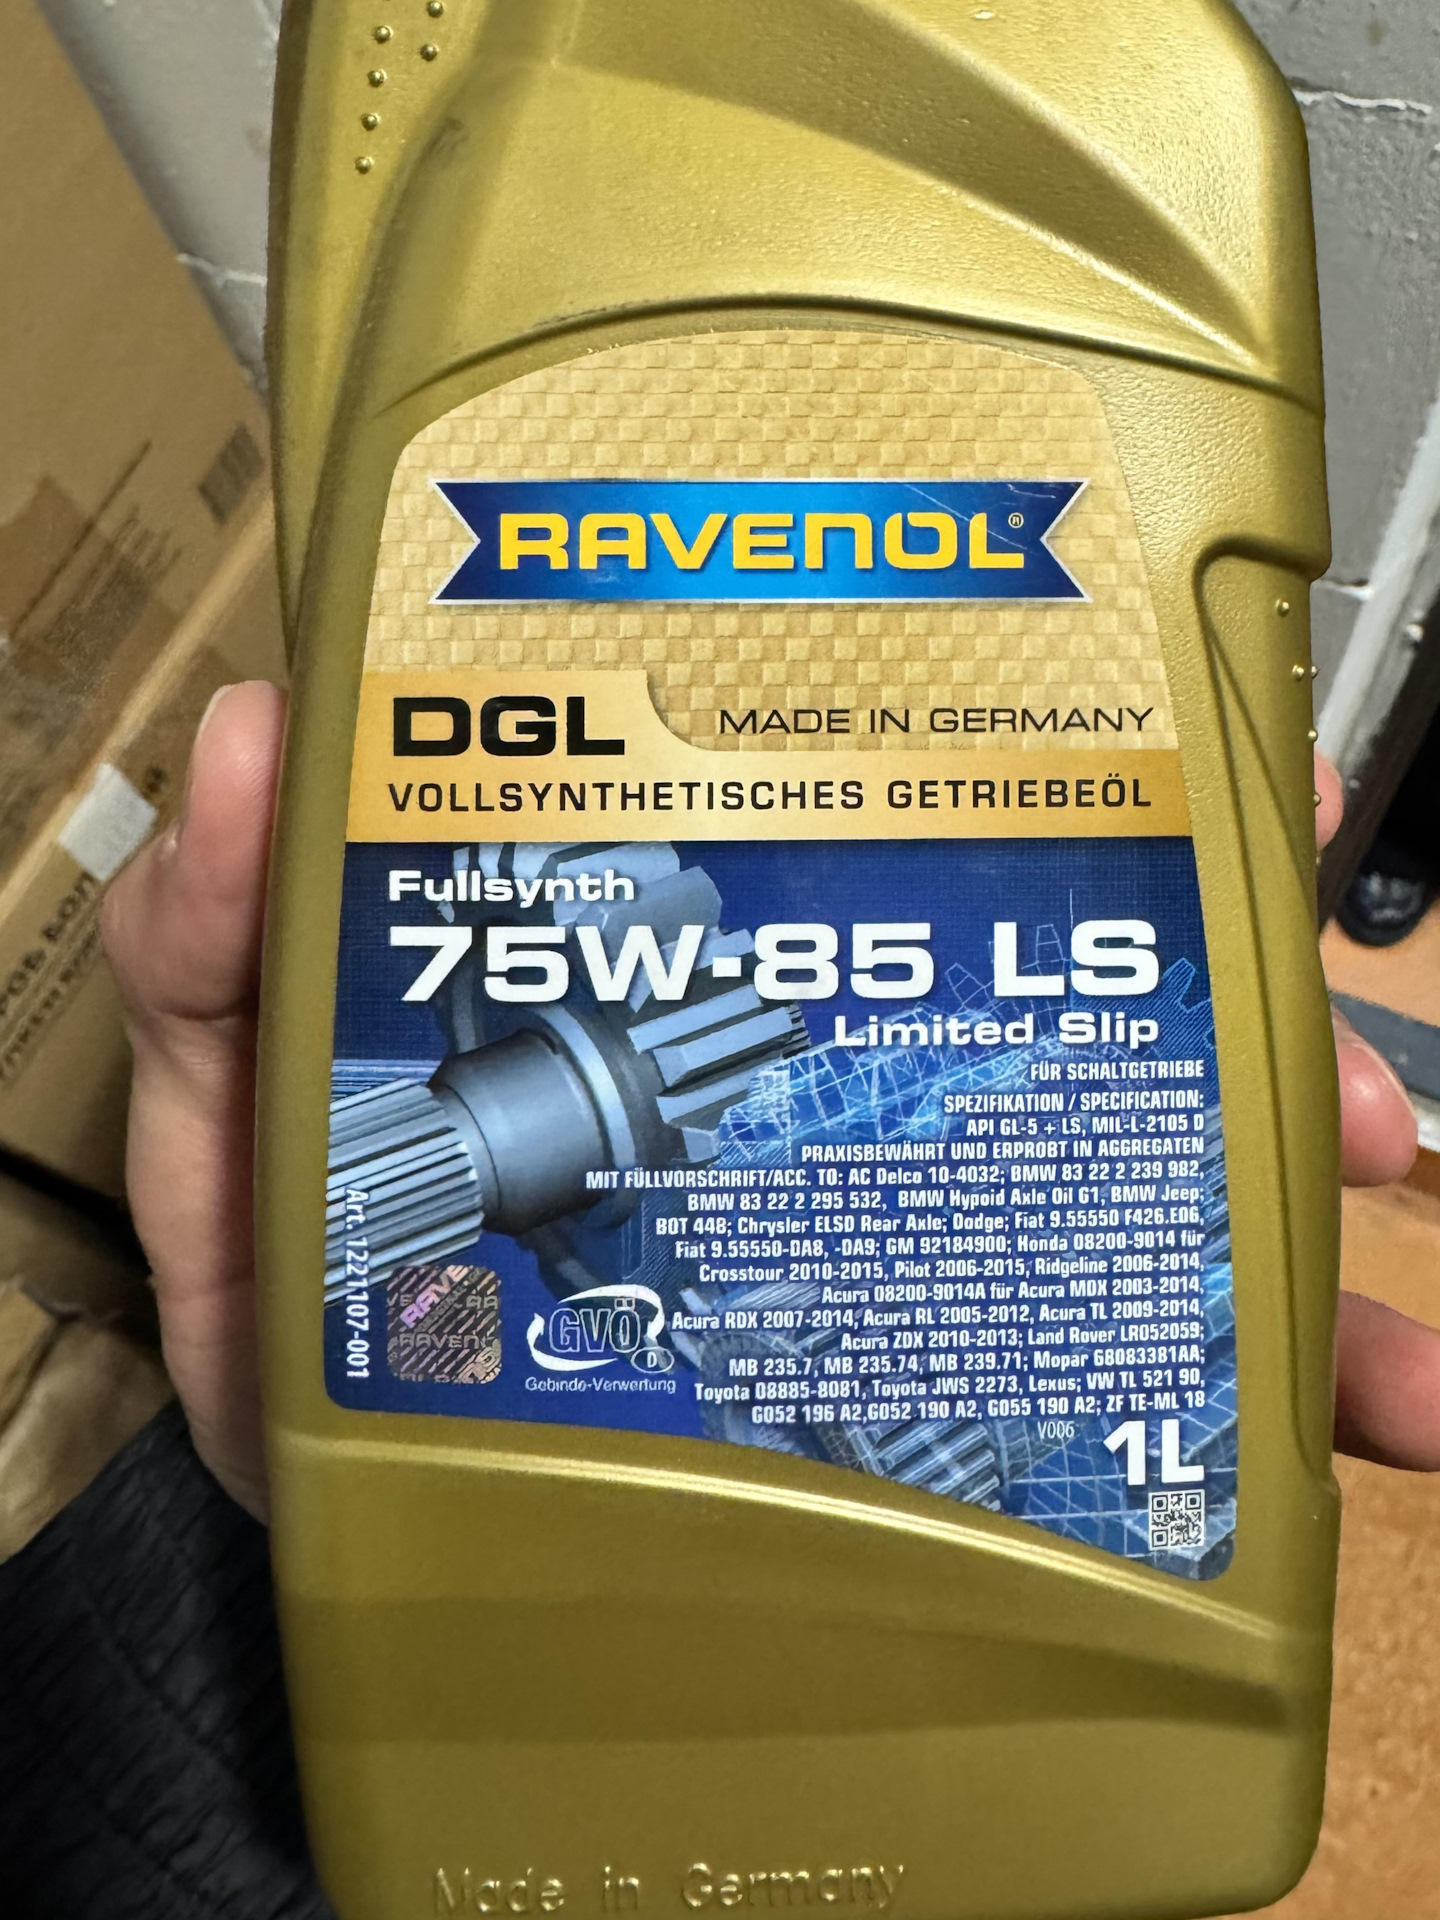 RAVENOL®
DGL
MADE IN GERMANY
VOLLSYNTHETISCHES GETRIEBEÖL
Fullsynth
75W-85 LS
Limited Slip
FÜR SCHALTGETRIEBE
SPEZIFIKATION / SPECIFICATION:
API GL-5 + LS, MIL-L-2105 D
PRAXISBEWÄHRT UND ERPROBT IN AGGREGATEN
MIT FÜLLVORSCHRIFT/ACC. TO: AC Delco 10-4032; BMW 83 22 2 239 982,
BMW 83 22 2 295 532, BMW Hypoid Axle Oil G1, BMW Jeep;
BOT 448; Chrysler ELSD Rear Axle; Dodge; Fiat 9.55550 F426.E06,
Fiat 9.55550-DA8, -DA9; GM 92184900; Honda 08200-9014 für
Crosstour 2010-2015, Pilot 2006-2015, Ridgeline 2006-2014,
Acura 08200-9014A für Acura MDX 2003-2014,
Acura RDX 2007-2014, Acura RL 2005-2012, Acura TL 2009-2014,
Acura ZDX 2010-2013; Land Rover LR052059;
MB 235.7, MB 235.74, MB 239.71; Mopar 68083381AA;
Toyota 08885-8081, Toyota JWS 2273, Lexus; VW TL 521 90,
G052 196 A2,G052 190 A2, G055 190 A2; ZF TE-ML 18
V006
1L
Art. 1221107-001
RAVENOL
GVÖ
D
Gebinde-Verwertung
Made in Germany